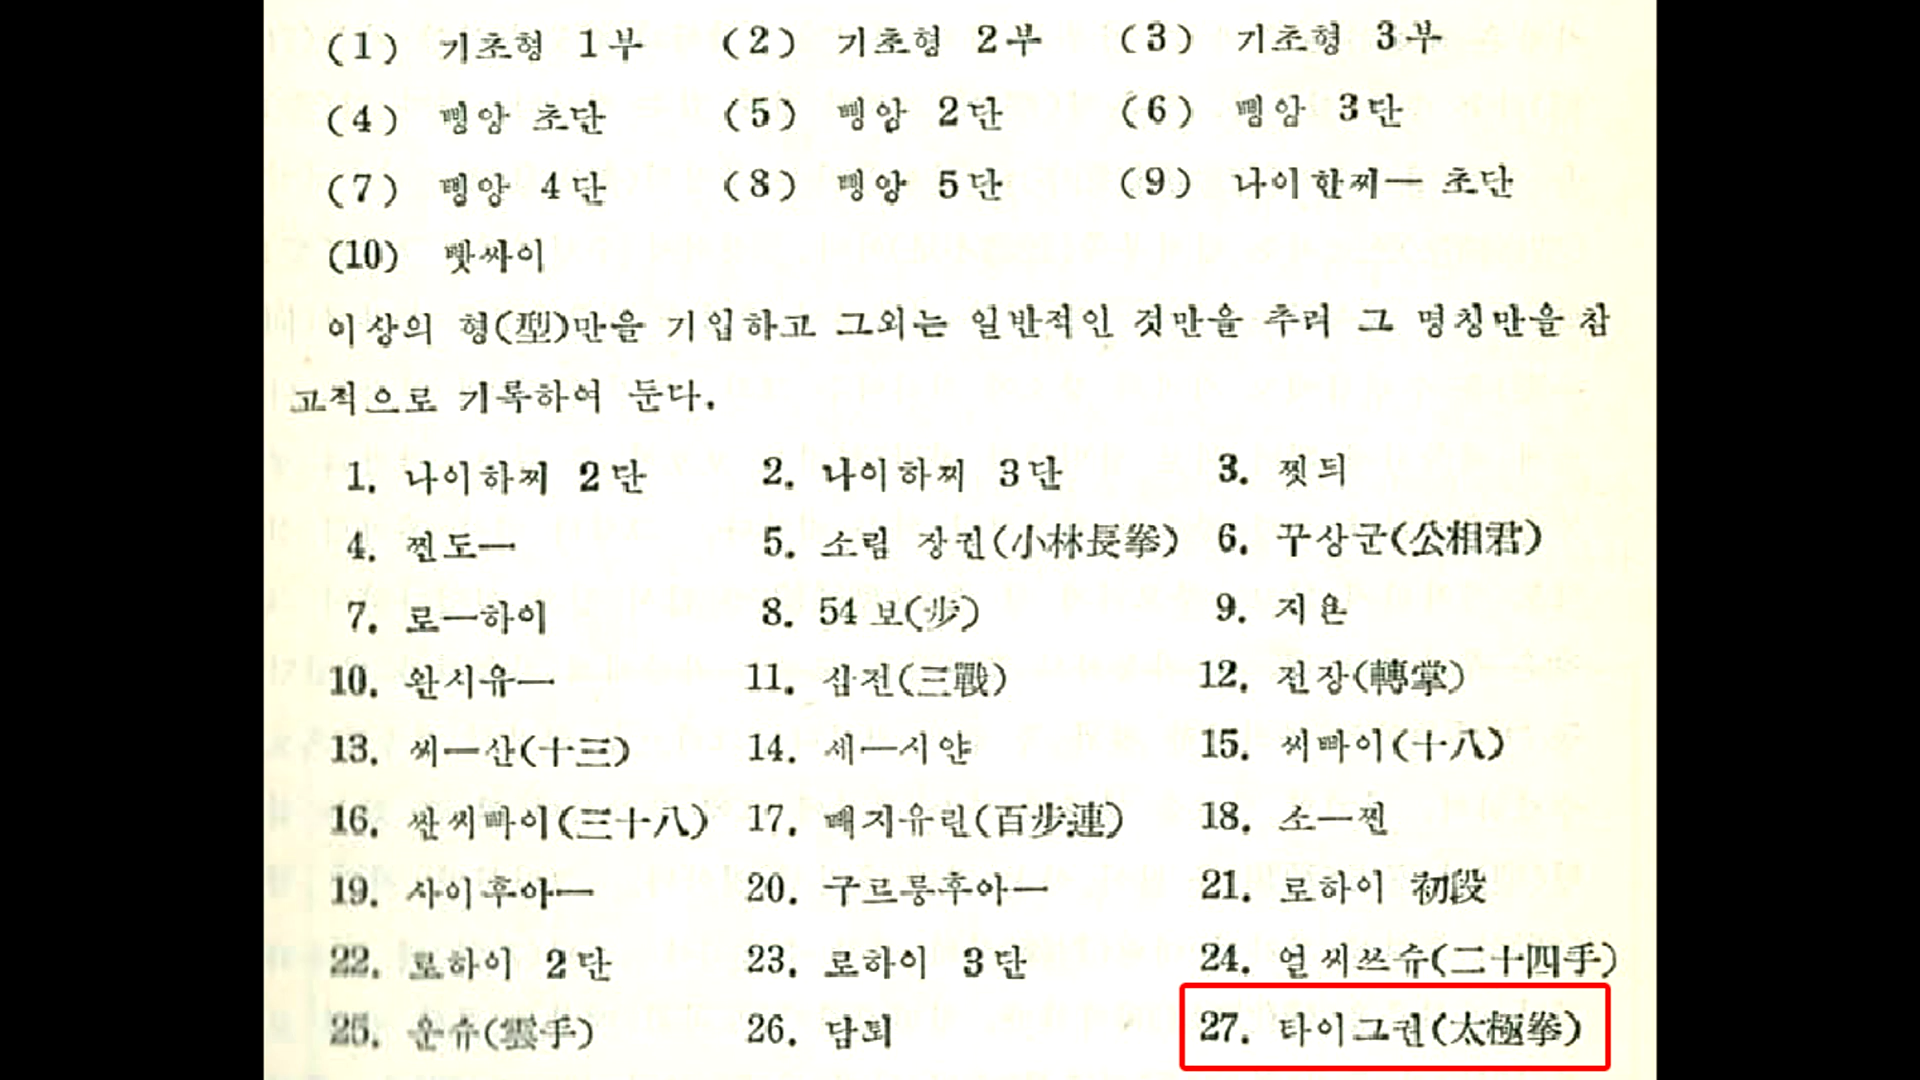 (1) 기초형 1부 (2) 기초형 2부 (3) 기초형 3부
(4) 삥앙 초단 (5) 삥앙 2단 (6) 삥앙 3단
(7) 삥앙 4단 (8) 삥앙 5단 (9) 나이한찌— 초단
(10) 빳싸이
이상의 형(型)만을 기입하고 그외는 일반적인 것만을 추려 그 명칭만을 참
고적으로 기록하여 둔다.
1. 나이하찌 2단 2. 나이하찌 3단 3. 찟듸
4. 찐도— 5. 소림 장권(小林長拳) 6. 꾸상군(公相君)
7. 로—하이 8. 54보(步) 9. 지온
10. 완시유— 11. 삼전(三戰) 12. 전장(轉掌)
13. 씨—산(十三) 14. 세—시얀 15. 씨빠이(十八)
16. 싼씨빠이(三十八) 17. 빼지유린(百步連) 18. 소—찐
19. 사이후아— 20. 구르릉후아— 21. 로하이 初段
22. 로하이 2단 23. 로하이 3단 24. 얼씨쓰슈(二十四手)
25. 운슈(雲手) 26. 담퇴 27. 타이그권(太極拳)